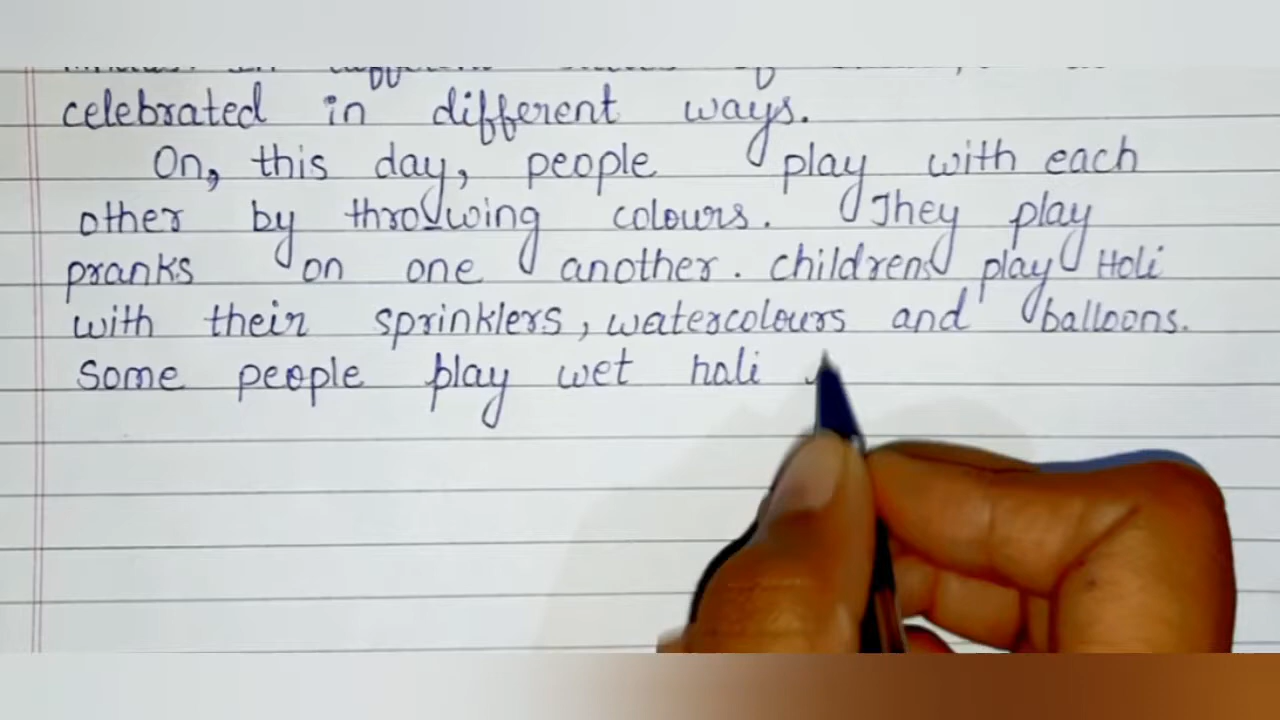 celebrated in different ways.
On, this day, people play with each
other by throwing colours. They play
pranks on one another. childrens play Holi
with their sprinklers, watercolours and balloons.
Some people play wet holi